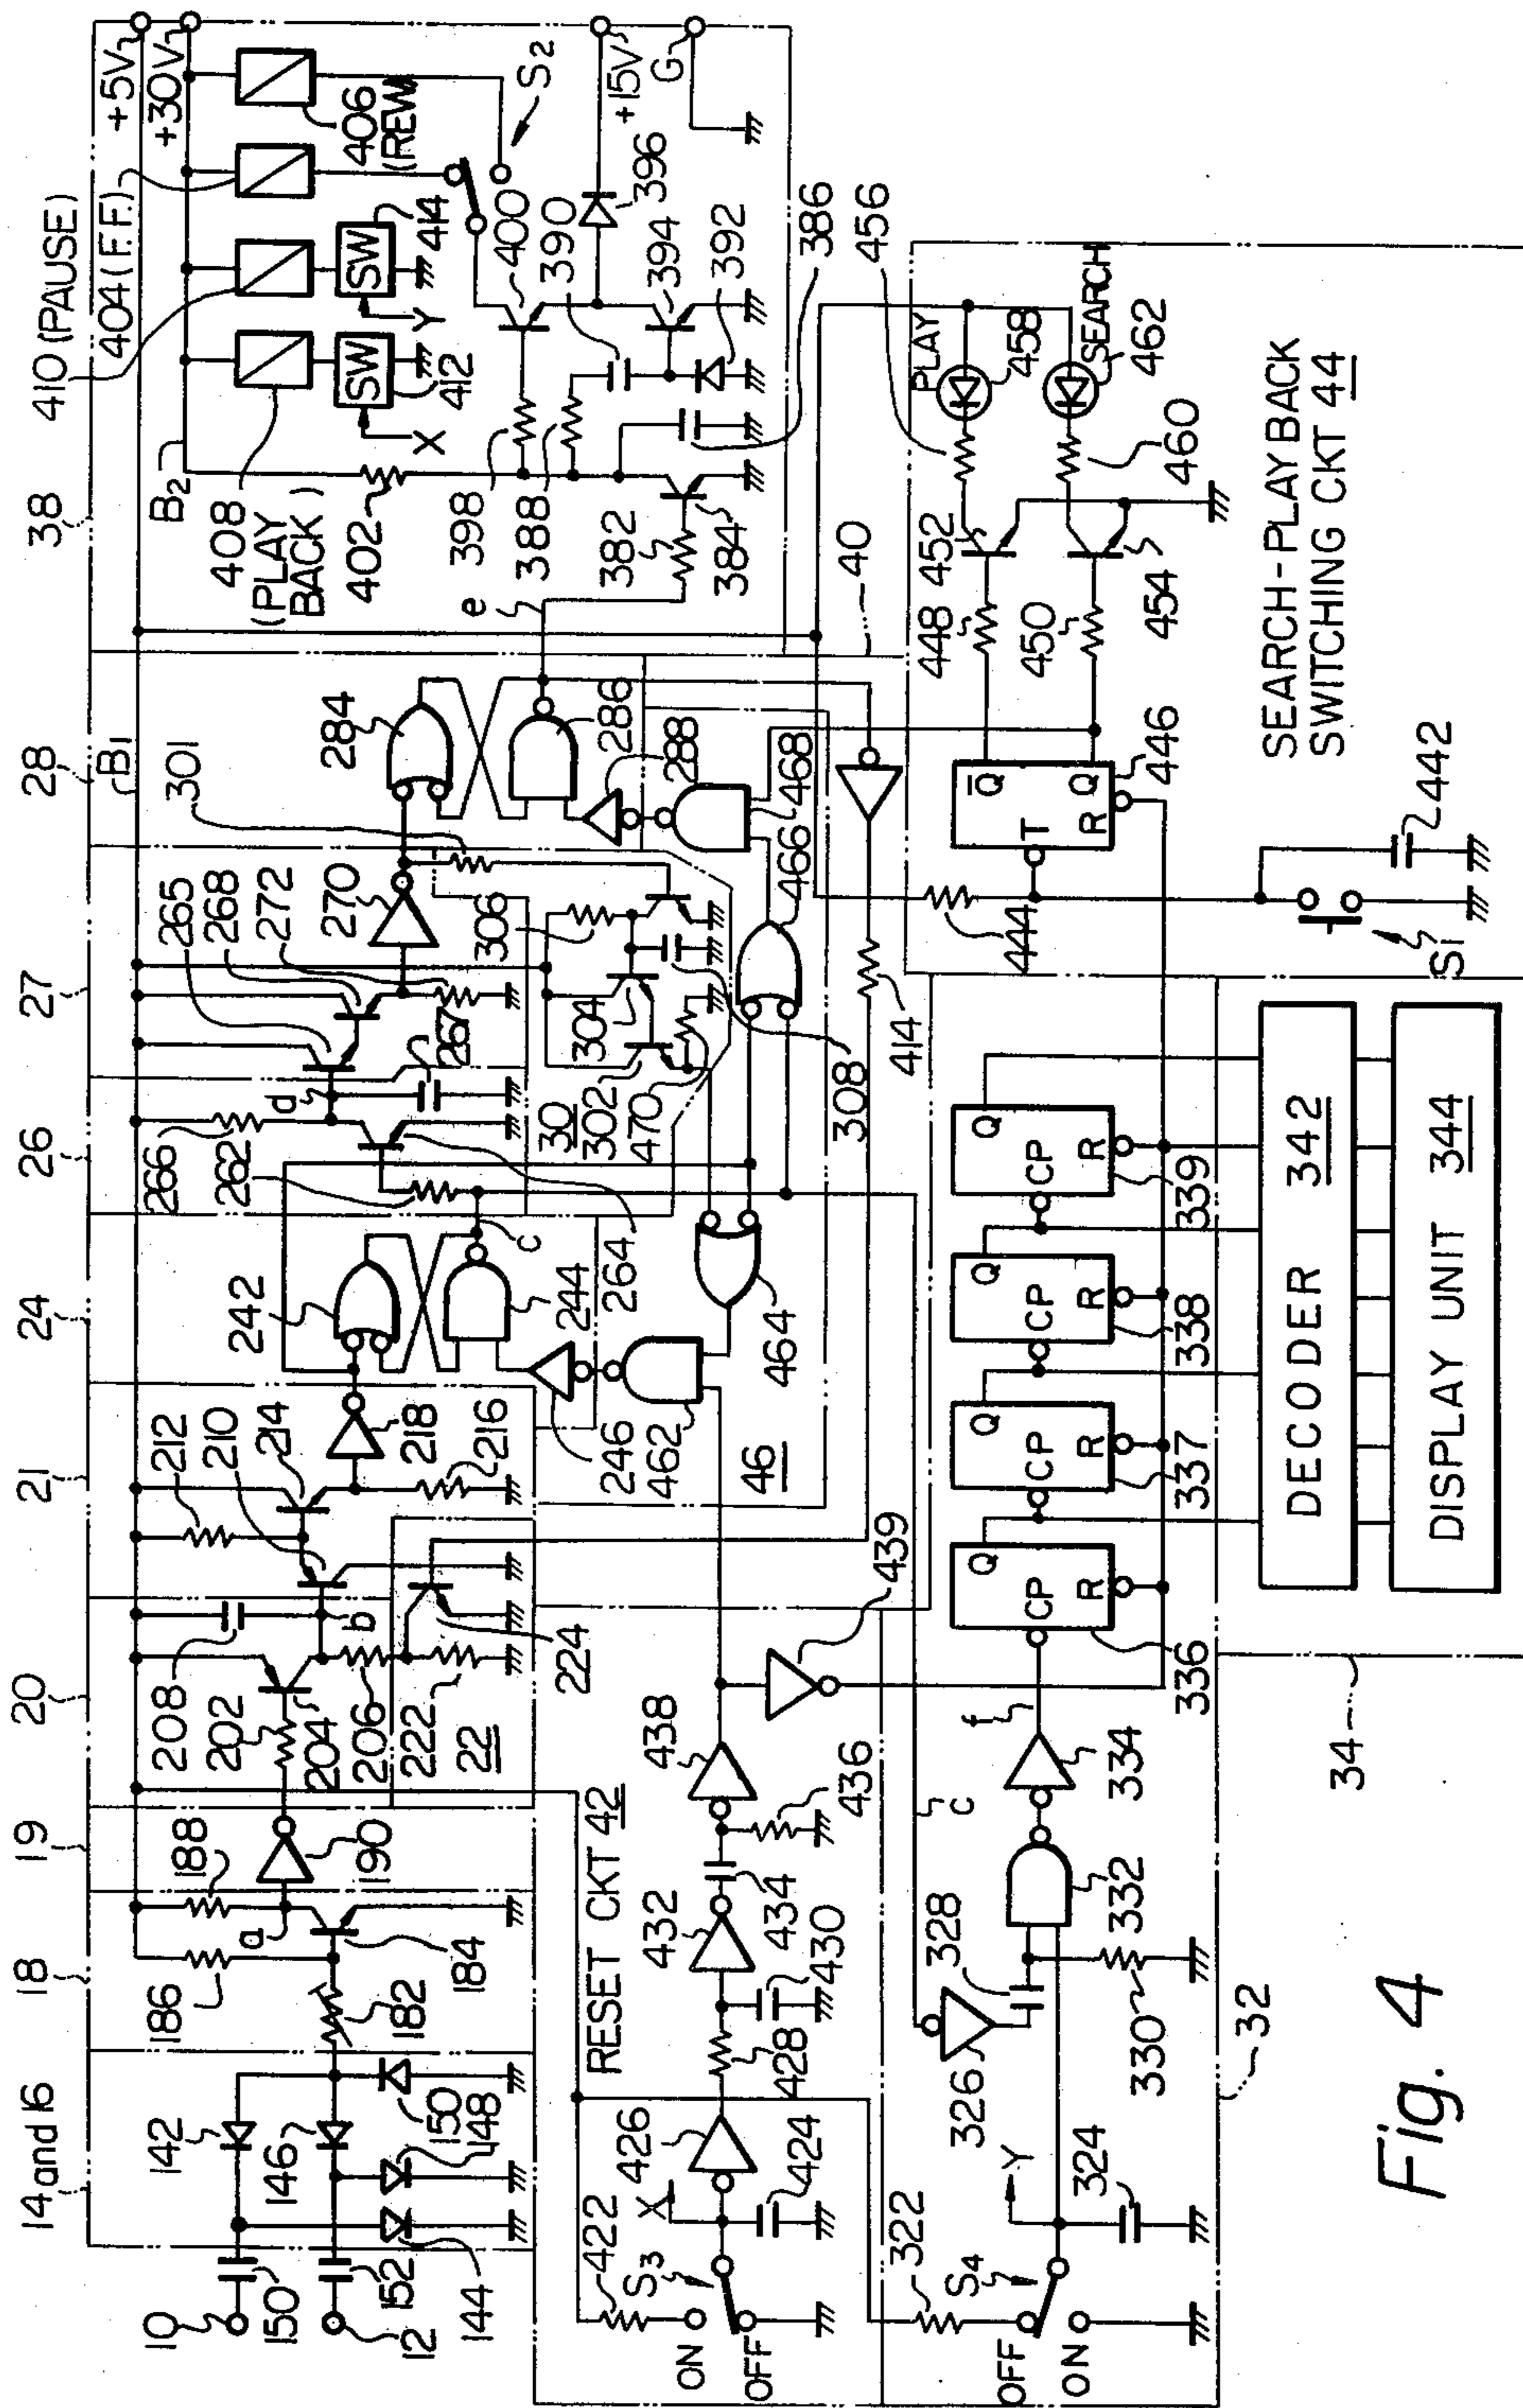 14 and 16
18
19
20
21
24
26
27
28
38
410 (PAUSE)
404 (F.F.)
+5V
+30V
B1
B2
142
146
186
188
a
190
208
202
204
206
222
22
b
212
210
214
218
216
224
242
244
246
462
266
262
264
c
d
265
268
272
270
267
301
306
304
302
30
470
308
284
286
288
468
466
464
46
408
(PLAY
BACK)
402
X
SW
412
Y
SW
414
406
(REW)
S2
400
398
388
390
394
396
+15V
G
392
386
382
384
e
40
10
12
150
152
144
148
150
182
184
RESET CKT 42
422
S3
ON
OFF
X
424
426
428
430
432
434
436
438
439
414
322
S4
OFF
ON
Y
324
326
328
330
332
334
c
f
32
34
CP
Q
R
336
CP
Q
R
337
CP
Q
R
338
CP
Q
R
339
DECODER 342
DISPLAY UNIT 344
444
S1
442
T
Q̅
Q
R
446
448
450
452
454
456
PLAY
458
460
SEARCH
462
SEARCH-PLAY BACK
SWITCHING CKT 44
Fig. 4